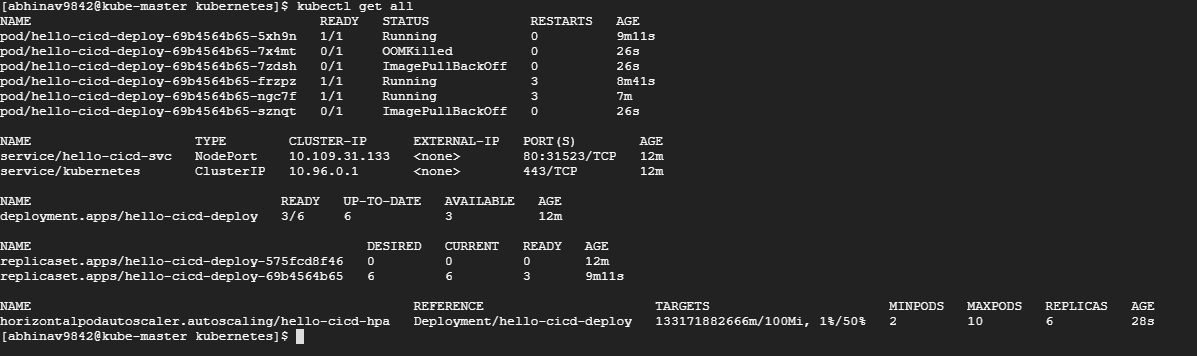 [abhinav9842@kube-master kubernetes]$ kubectl get all
NAME READY STATUS RESTARTS AGE
pod/hello-cicd-deploy-69b4564b65-5xh9n 1/1 Running 0 9m11s
pod/hello-cicd-deploy-69b4564b65-7x4mt 0/1 OOMKilled 0 26s
pod/hello-cicd-deploy-69b4564b65-7zdsh 0/1 ImagePullBackOff 0 26s
pod/hello-cicd-deploy-69b4564b65-frzpz 1/1 Running 3 8m41s
pod/hello-cicd-deploy-69b4564b65-ngc7f 1/1 Running 3 7m
pod/hello-cicd-deploy-69b4564b65-sznqt 0/1 ImagePullBackOff 0 26s
NAME TYPE CLUSTER-IP EXTERNAL-IP PORT(S) AGE
service/hello-cicd-svc NodePort 10.109.31.133 <none> 80:31523/TCP 12m
service/kubernetes ClusterIP 10.96.0.1 <none> 443/TCP 12m
NAME READY UP-TO-DATE AVAILABLE AGE
deployment.apps/hello-cicd-deploy 3/6 6 3 12m
NAME DESIRED CURRENT READY AGE
replicaset.apps/hello-cicd-deploy-575fcd8f46 0 0 0 12m
replicaset.apps/hello-cicd-deploy-69b4564b65 6 6 3 9m11s
NAME REFERENCE TARGETS MINPODS MAXPODS REPLICAS AGE
horizontalpodautoscaler.autoscaling/hello-cicd-hpa Deployment/hello-cicd-deploy 133171882666m/100Mi, 1%/50% 2 10 6 28s
[abhinav9842@kube-master kubernetes]$